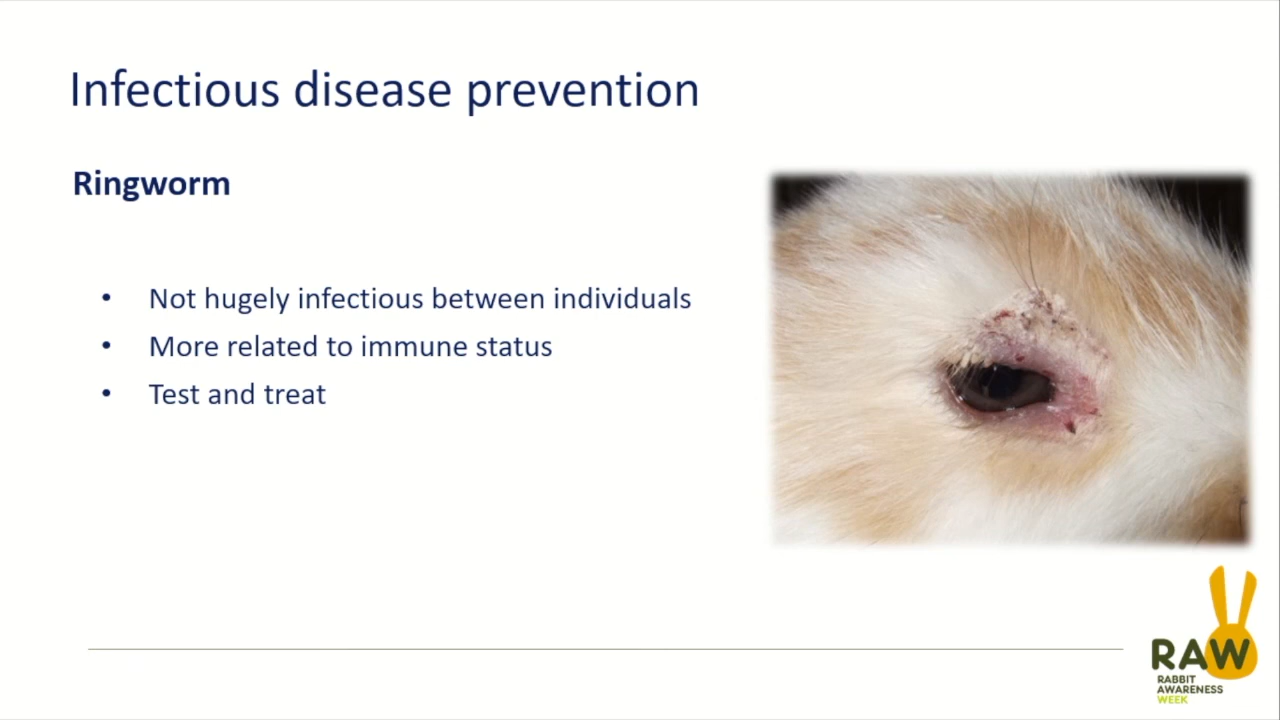 Infectious disease prevention
Ringworm
• Not hugely infectious between individuals
• More related to immune status
• Test and treat
RAW
RABBIT
AWARENESS
WEEK